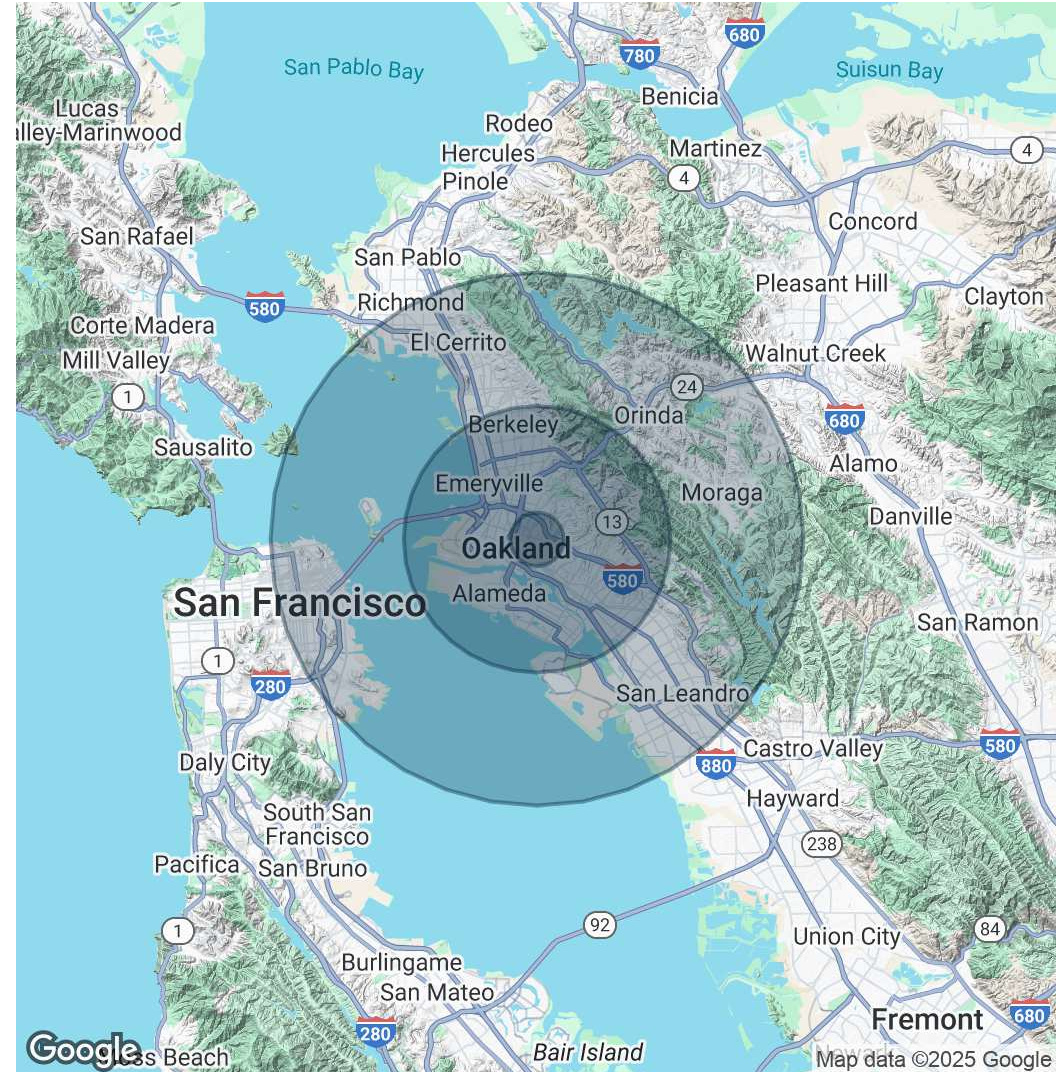 680
780
San Pablo Bay
Suisun Bay
Benicia
Lucas
alley-Marinwood
Rodeo
Hercules
Martinez
4
Pinole
4
Concord
San Rafael
San Pablo
Pleasant Hill
Richmond
580
Clayton
Corte Madera
El Cerrito
Mill Valley
Walnut Creek
1
24
Orinda
680
Berkeley
Sausalito
Alamo
Emeryville
Moraga
Danville
13
Oakland
580
Alameda
San Francisco
San Ramon
1
280
San Leandro
Castro Valley
580
Daly City
880
Hayward
South San
Francisco
238
Pacifica
San Bruno
92
1
84
Union City
Burlingame
San Mateo
680
Fremont
280
Google
Moss Beach
Bair Island
Map data ©2025 Google